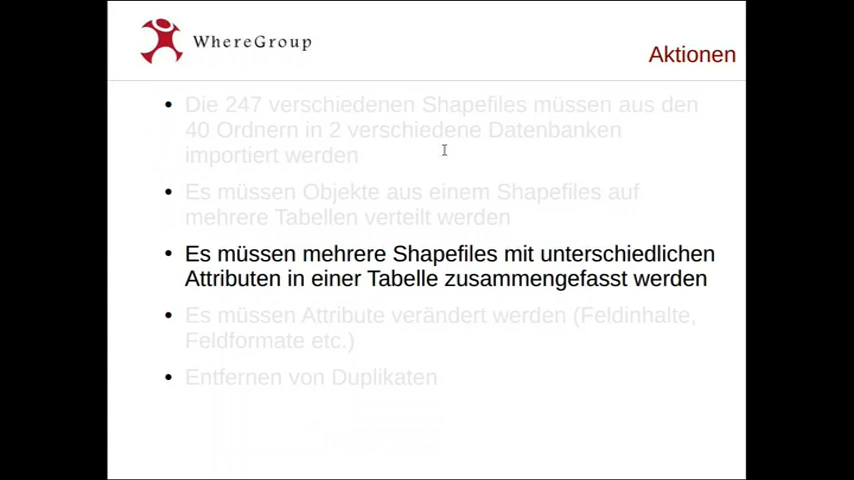 WhereGroup
Aktionen
• Die 247 verschiedenen Shapefiles müssen aus den
40 Ordnern in 2 verschiedene Datenbanken
importiert werden
• Es müssen Objekte aus einem Shapefiles auf
mehrere Tabellen verteilt werden
• Es müssen mehrere Shapefiles mit unterschiedlichen
Attributen in einer Tabelle zusammengefasst werden
• Es müssen Attribute verändert werden (Feldinhalte,
Feldformate etc.)
• Entfernen von Duplikaten